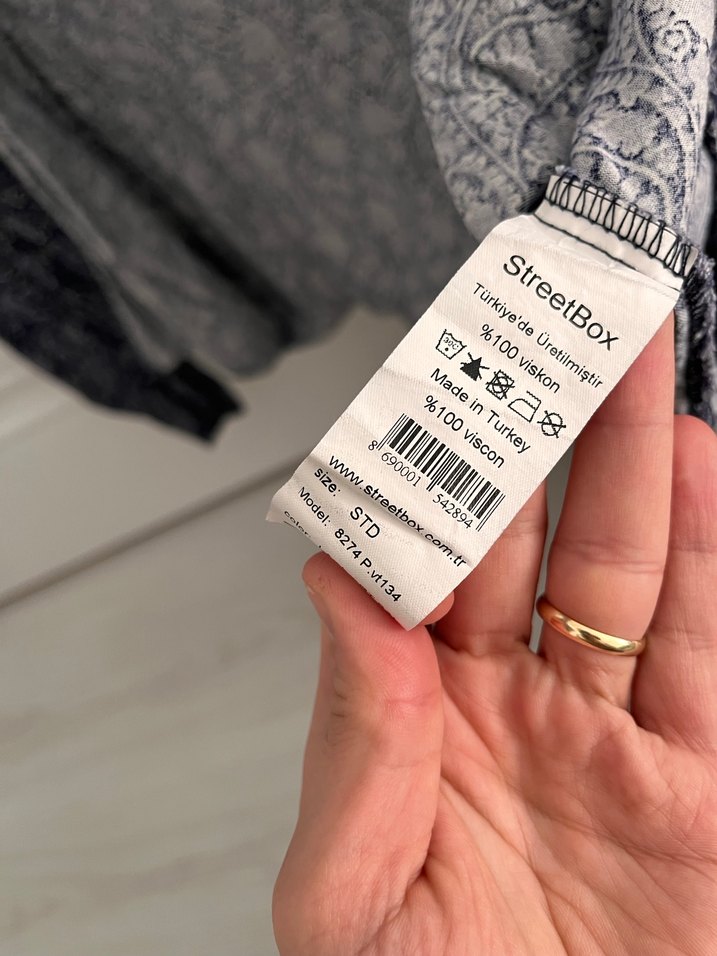 StreetBox
Türkiye'de Üretilmiştir
%100 viskon
30C
Made in Turkey
%100 viscon
8 690001 542894
www.streetbox.com.tr
size: STD
Model: 8274 P.vt134